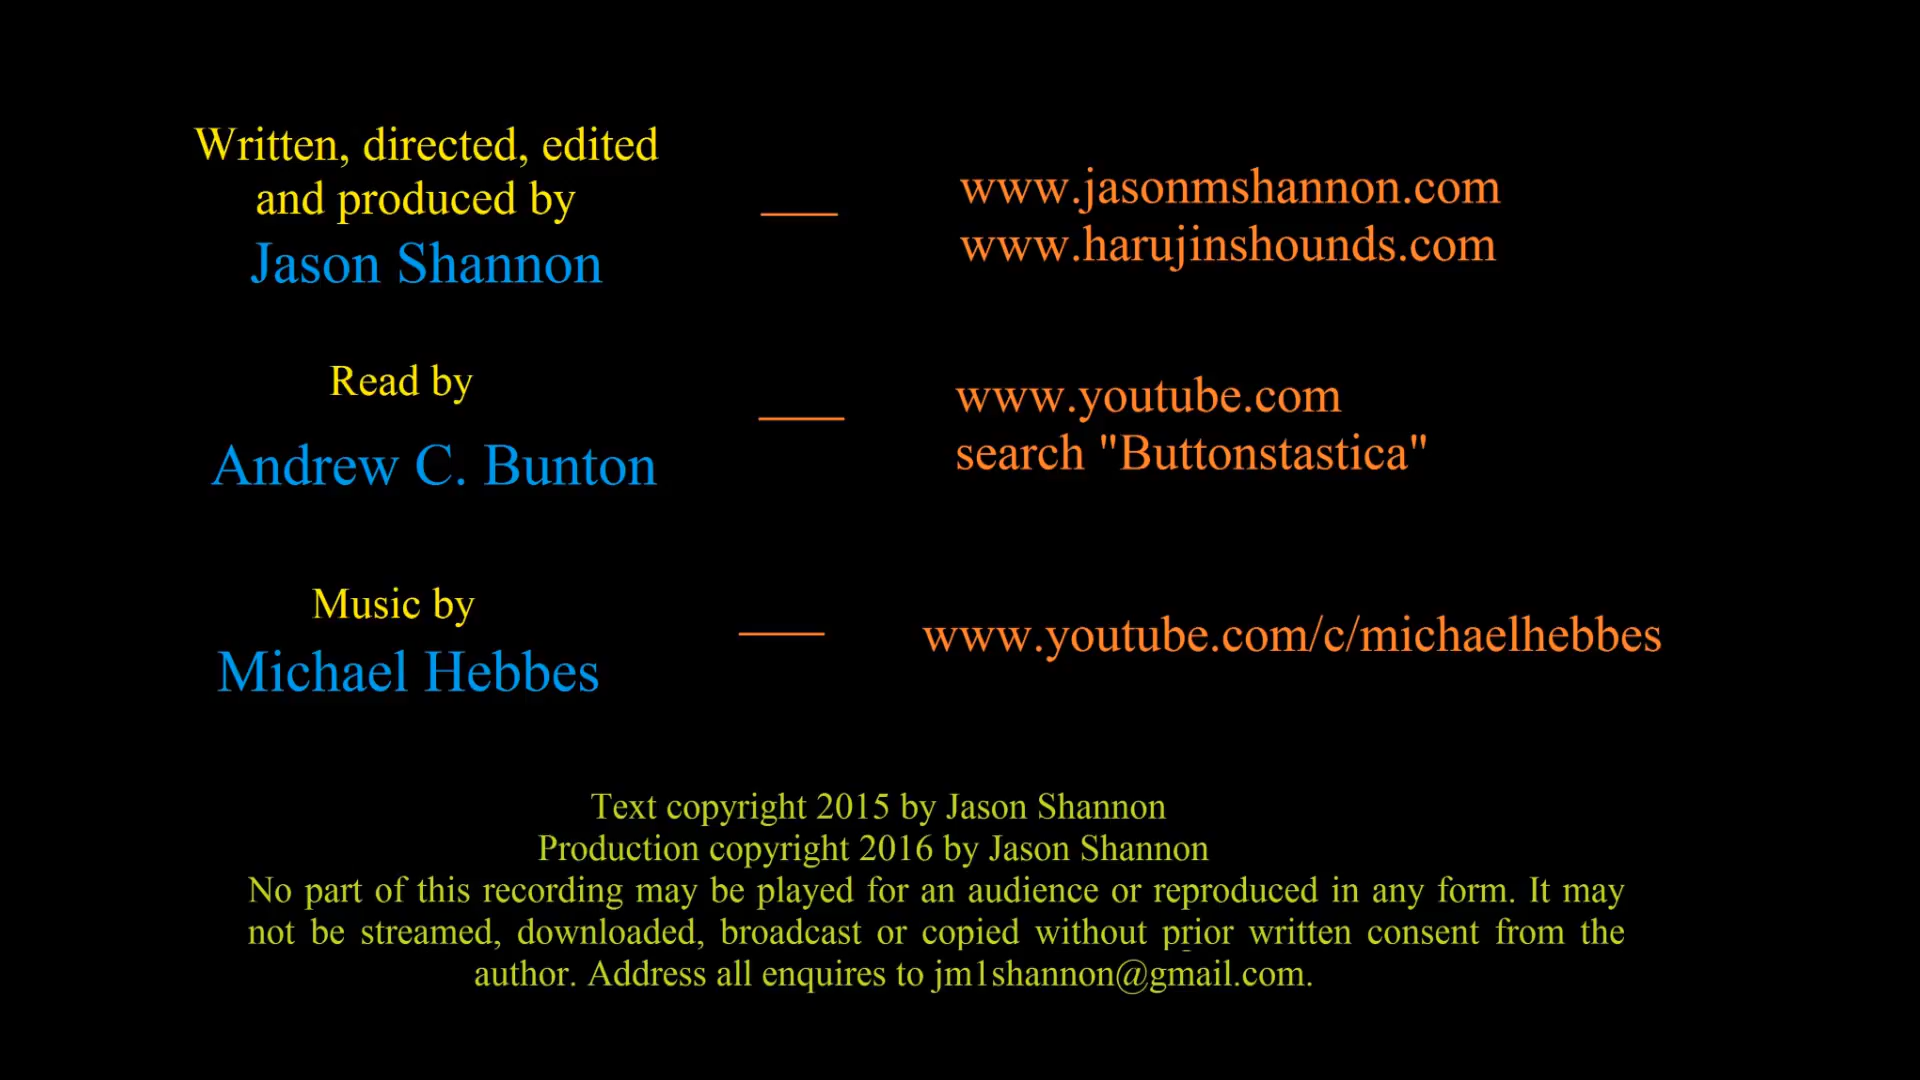 Written, directed, edited
and produced by
Jason Shannon
www.jasonmshannon.com
www.harujinshounds.com
Read by
Andrew C. Bunton
www.youtube.com
search "Buttonstastica"
Music by
Michael Hebbes
www.youtube.com/c/michaelhebbes
Text copyright 2015 by Jason Shannon
Production copyright 2016 by Jason Shannon
No part of this recording may be played for an audience or reproduced in any form. It may
not be streamed, downloaded, broadcast or copied without prior written consent from the
author. Address all enquires to jm1shannon@gmail.com.